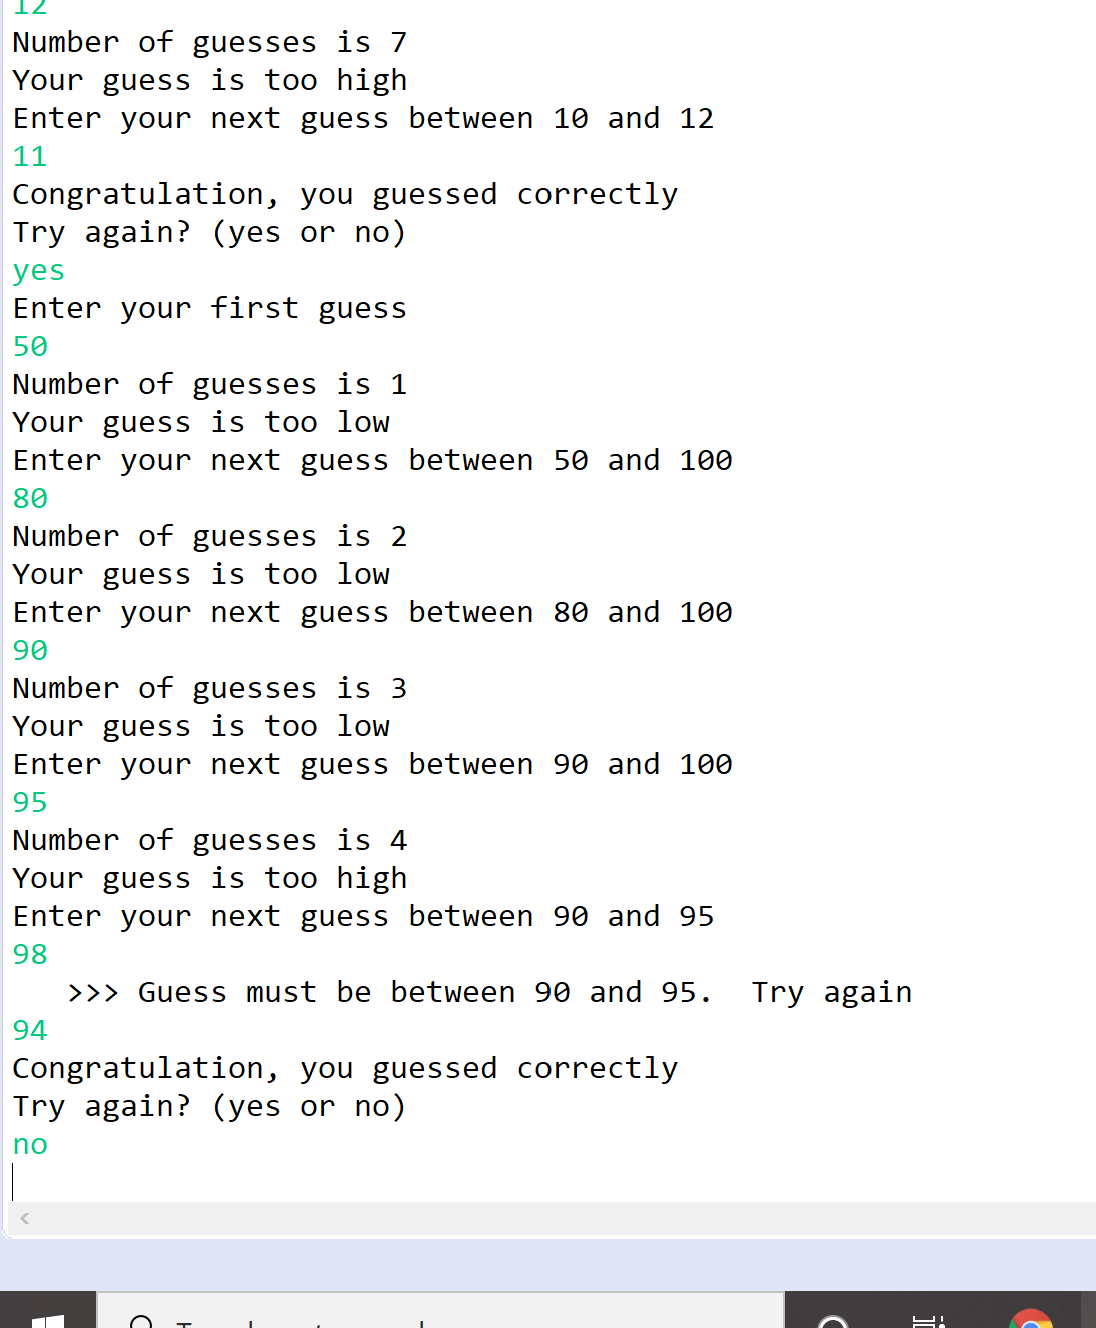 12
Number of guesses is 7
Your guess is too high
Enter your next guess between 10 and 12
11
Congratulation, you guessed correctly
Try again? (yes or no)
yes
Enter your first guess
50
Number of guesses is 1
Your guess is too low
Enter your next guess between 50 and 100
80
Number of guesses is 2
Your guess is too low
Enter your next guess between 80 and 100
90
Number of guesses is 3
Your guess is too low
Enter your next guess between 90 and 100
95
Number of guesses is 4
Your guess is too high
Enter your next guess between 90 and 95
98
   >>> Guess must be between 90 and 95.  Try again
94
Congratulation, you guessed correctly
Try again? (yes or no)
no